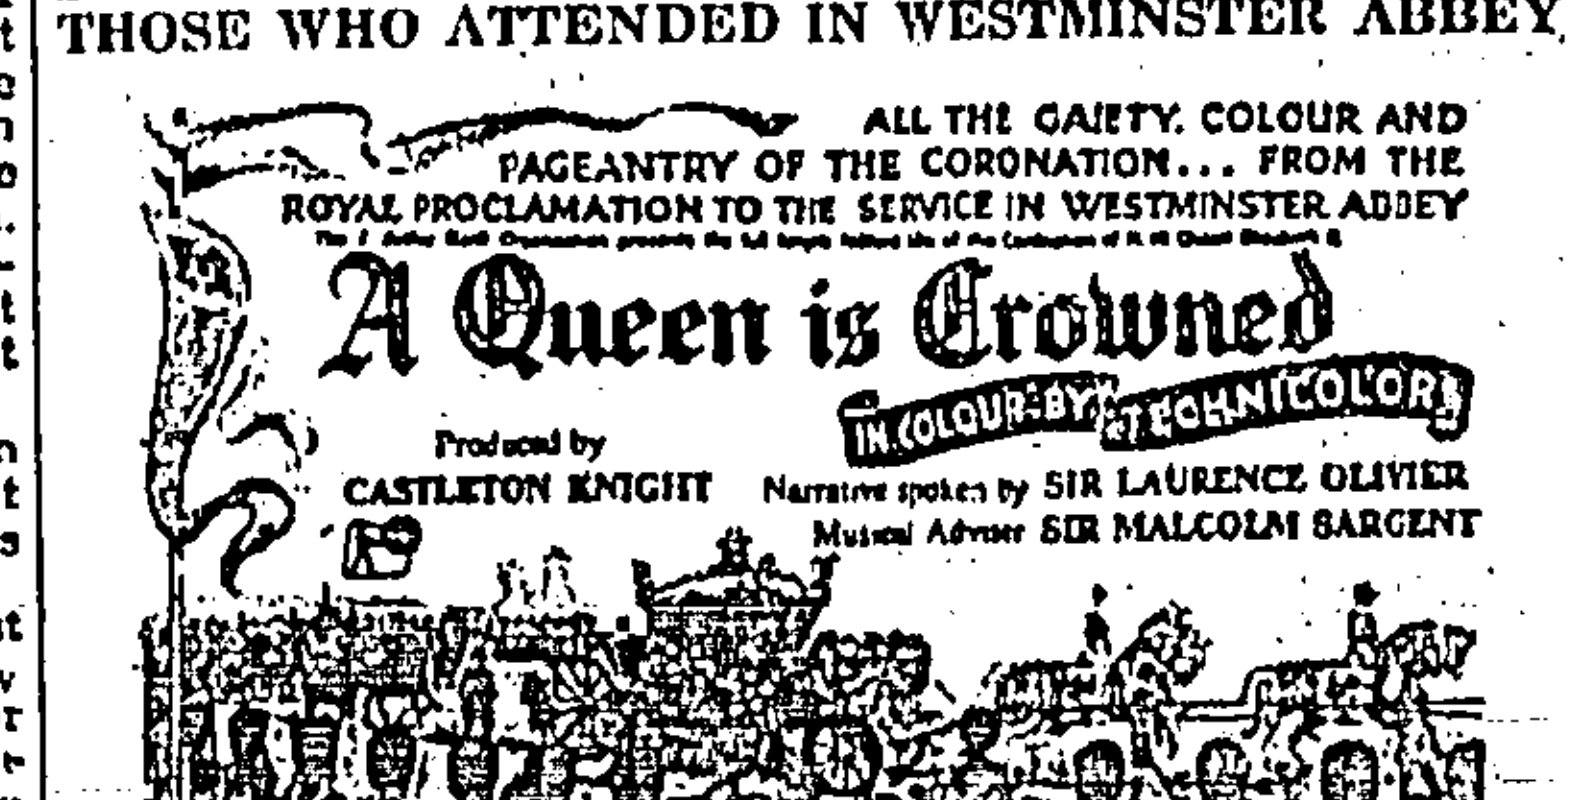 THOSE WHO ATTENDED IN WESTMINSTER ABBEY.
ALL THE GAIETY, COLOUR AND
PAGEANTRY OF THE CORONATION... FROM THE
ROYAL PROCLAMATION TO THE SERVICE IN WESTMINSTER ABBEY
A Queen is Crowned
IN COLOUR BY TECHNICOLOR
Produced by
CASTLETON KNIGHT
Narrative spoken by SIR LAURENCE OLIVIER
Musical Adviser SIR MALCOLM SARGENT